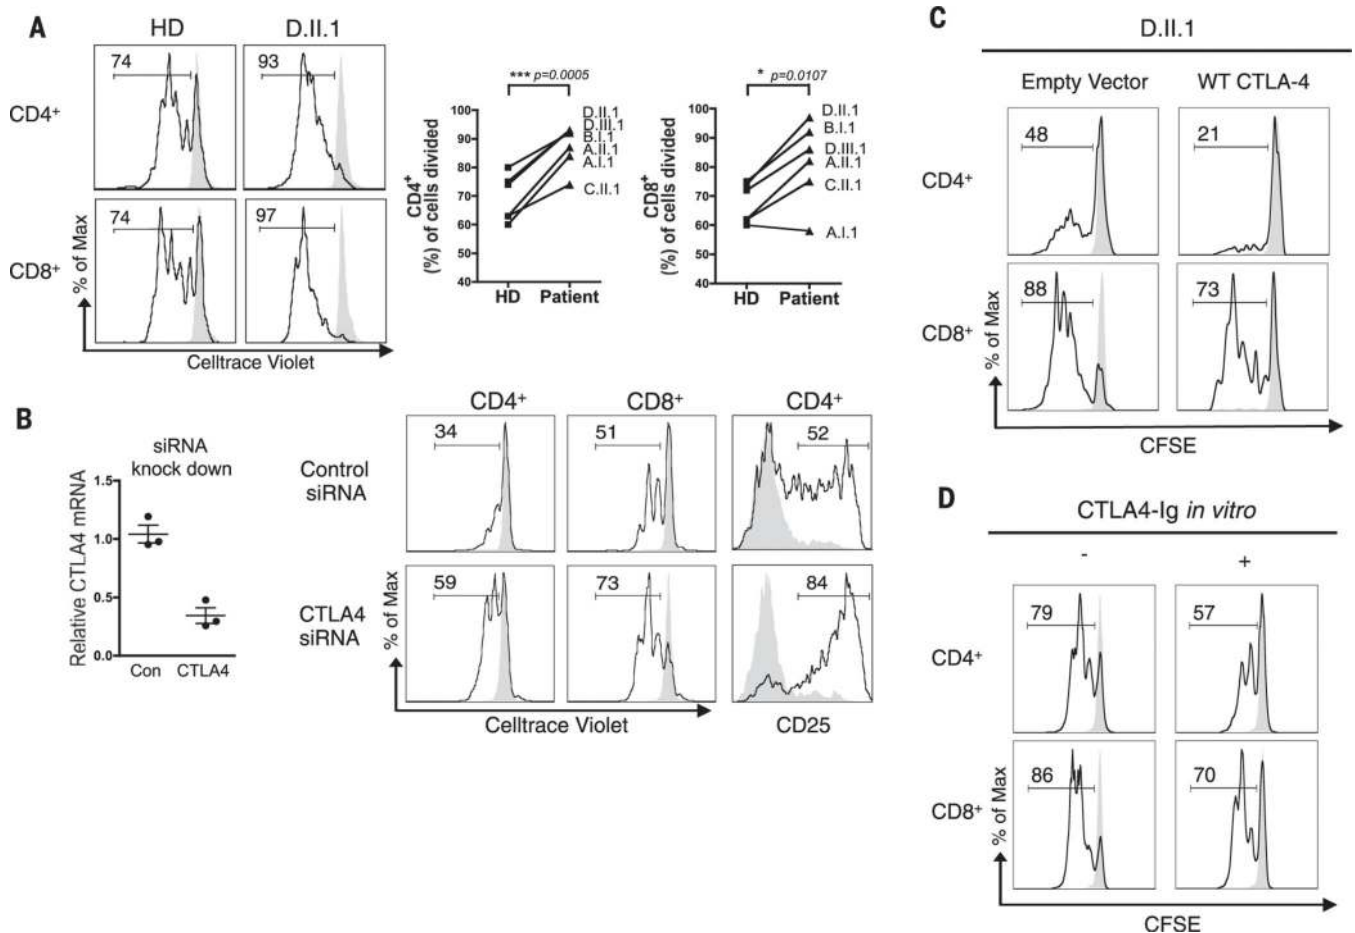 A
HD
D.II.1
CD4+
74
93
CD8+
74
97
% of Max
Celltrace Violet
*** p=0.0005
CD4+
(%) of cells divided
100
90
80
70
60
50
40
D.II.1
D.III.1
B.I.1
A.II.1
A.I.1
C.II.1
HD
Patient
* p=0.0107
CD8+
(%) of cells divided
100
90
80
70
60
50
40
D.II.1
B.I.1
D.III.1
A.II.1
C.II.1
A.I.1
HD
Patient
B
siRNA
knock down
Relative CTLA4 mRNA
1.5
1.0
0.5
0.0
Con
CTLA4
CD4+
CD8+
CD4+
Control
siRNA
34
51
52
CTLA4
siRNA
59
73
84
% of Max
Celltrace Violet
CD25
C
D.II.1
Empty Vector
WT CTLA-4
CD4+
48
21
CD8+
88
73
% of Max
CFSE
D
CTLA4-Ig in vitro
-
+
CD4+
79
57
CD8+
86
70
% of Max
CFSE